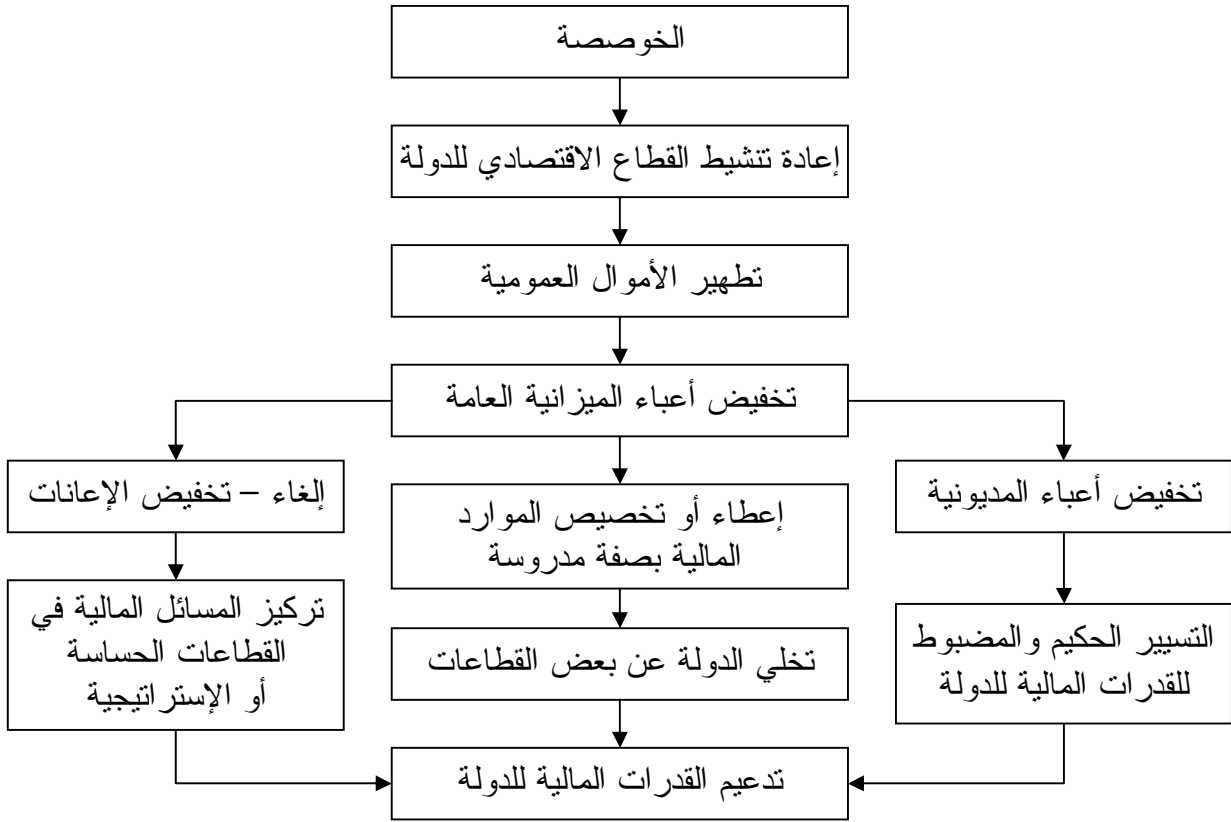 الخوصصة
إعادة تنشيط القطاع الاقتصادي للدولة
تطهير الأموال العمومية
تخفيض أعباء الميزانية العامة
تخفيض أعباء المديونية
إعطاء أو تخصيص الموارد
المالية بصفة مدروسة
إلغاء – تخفيض الإعانات
التسيير الحكيم والمضبوط
للقدرات المالية للدولة
تخلي الدولة عن بعض القطاعات
تركيز المسائل المالية في
القطاعات الحساسة
أو الإستراتيجية
تدعيم القدرات المالية للدولة